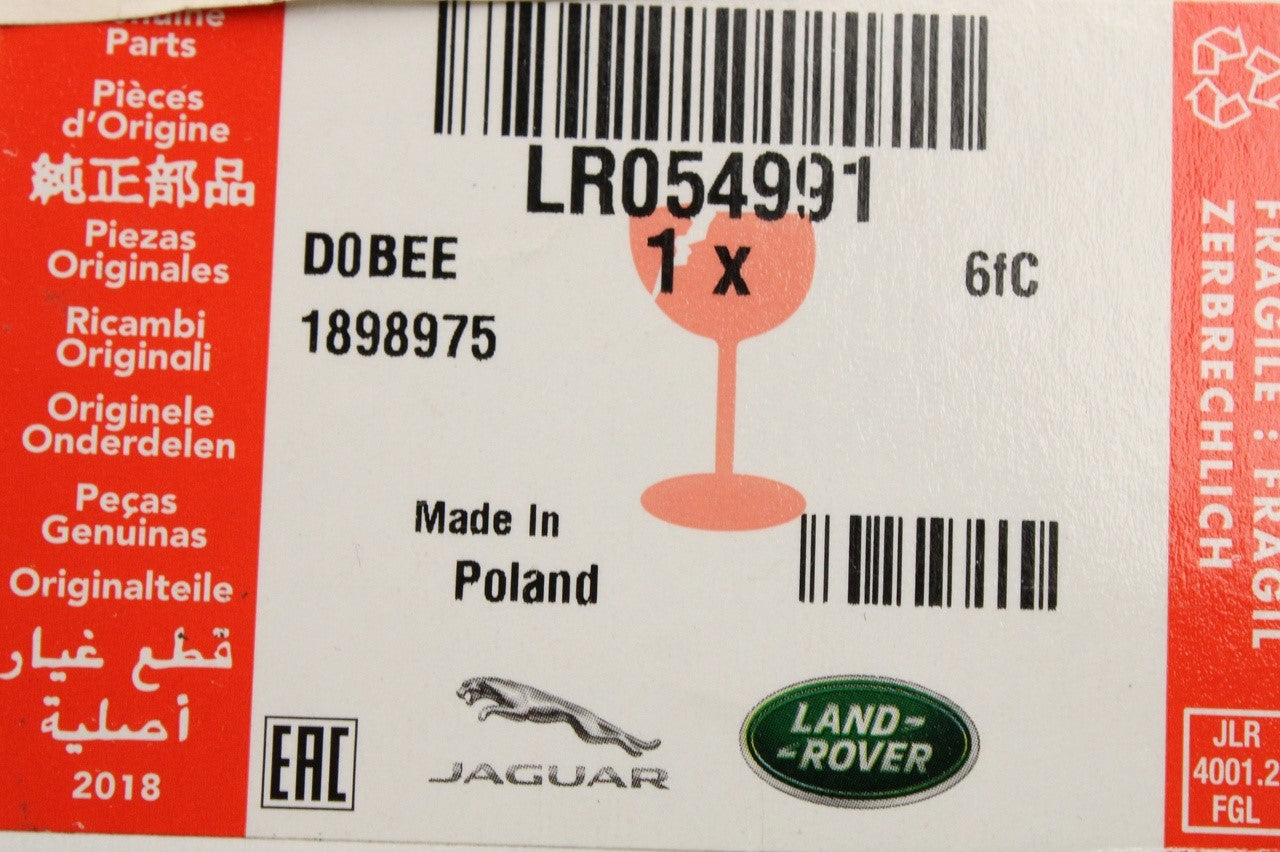 Parts
Pièces
d'Origine
純正部品
Piezas
Originales
Ricambi
Originali
Originele
Onderdelen
Peças
Genuinas
Originalteile
قطع غيار
أصلية
2018
LR054991
DOBEE
1 x
6fC
1898975
Made In
Poland
EAC
JAGUAR
LAND-
-ROVER
FRAGILE : FRAGIL
ZERBRECHLICH
JLR
4001.2
FGL